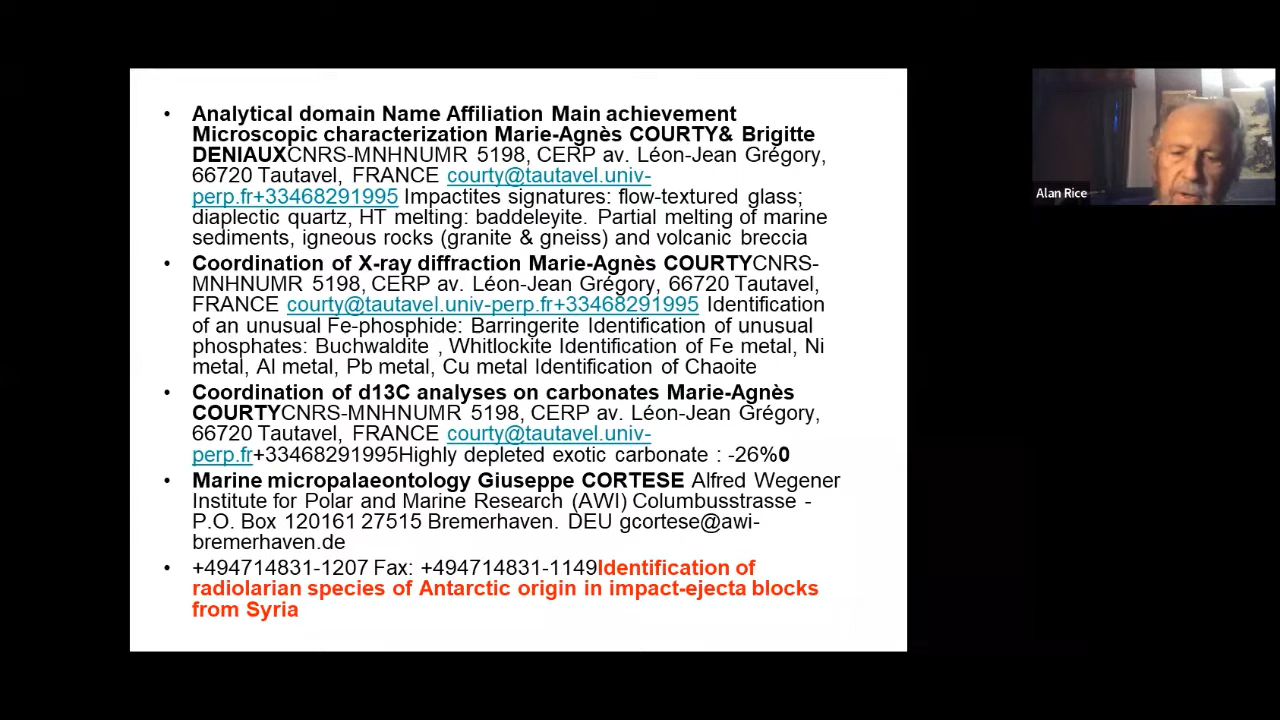 • Analytical domain Name Affiliation Main achievement
Microscopic characterization Marie-Agnès COURTY& Brigitte
DENIAUXCNRS-MNHNUMR 5198, CERP av. Léon-Jean Grégory,
66720 Tautavel, FRANCE courty@tautavel.univ-
perp.fr+33468291995 Impactites signatures: flow-textured glass;
diaplectic quartz, HT melting: baddeleyite. Partial melting of marine
sediments, igneous rocks (granite & gneiss) and volcanic breccia
• Coordination of X-ray diffraction Marie-Agnès COURTYCNRS-
MNHNUMR 5198, CERP av. Léon-Jean Grégory, 66720 Tautavel,
FRANCE courty@tautavel.univ-perp.fr+33468291995 Identification
of an unusual Fe-phosphide: Barringerite Identification of unusual
phosphates: Buchwaldite , Whitlockite Identification of Fe metal, Ni
metal, Al metal, Pb metal, Cu metal Identification of Chaoite
• Coordination of d13C analyses on carbonates Marie-Agnès
COURTYCNRS-MNHNUMR 5198, CERP av. Léon-Jean Grégory,
66720 Tautavel, FRANCE courty@tautavel.univ-
perp.fr+33468291995Highly depleted exotic carbonate : -26%0
• Marine micropalaeontology Giuseppe CORTESE Alfred Wegener
Institute for Polar and Marine Research (AWI) Columbusstrasse -
P.O. Box 120161 27515 Bremerhaven. DEU gcortese@awi-
bremerhaven.de
• +494714831-1207 Fax: +494714831-1149Identification of
radiolarian species of Antarctic origin in impact-ejecta blocks
from Syria
Alan Rice